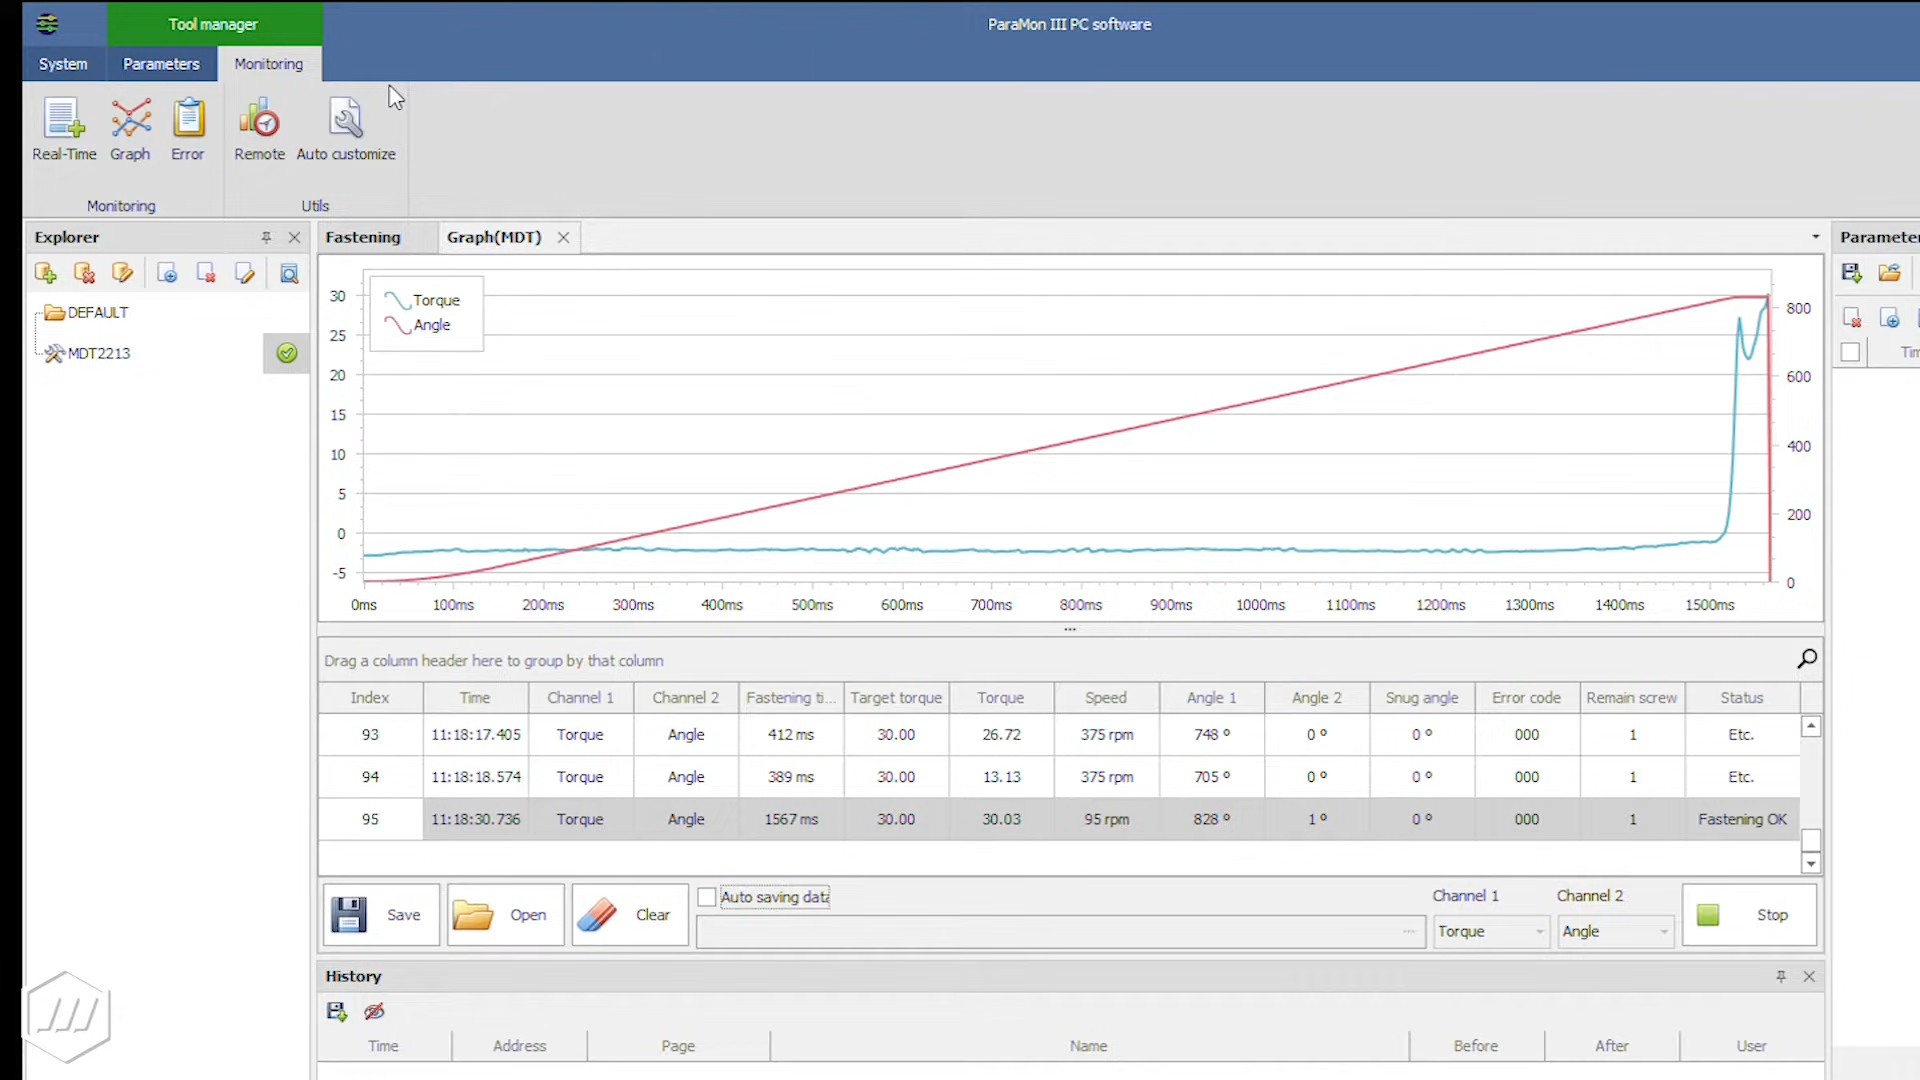 Tool manager
ParaMon III PC software
System Parameters Monitoring
Real-Time Graph Error Remote Auto customize
Monitoring Utils
Explorer
Fastening Graph(MDT)
Parameter
DEFAULT
MDT2213
Torque
Angle
30
25
20
15
10
5
0
-5
800
600
400
200
0
0ms 100ms 200ms 300ms 400ms 500ms 600ms 700ms 800ms 900ms 1000ms 1100ms 1200ms 1300ms 1400ms 1500ms
Drag a column header here to group by that column
Index Time Channel 1 Channel 2 Fastening ti... Target torque Torque Speed Angle 1 Angle 2 Snug angle Error code Remain screw Status
93 11:18:17.405 Torque Angle 412 ms 30.00 26.72 375 rpm 748 º 0 º 0 º 000 1 Etc.
94 11:18:18.574 Torque Angle 389 ms 30.00 13.13 375 rpm 705 º 0 º 0 º 000 1 Etc.
95 11:18:30.736 Torque Angle 1567 ms 30.00 30.03 95 rpm 828 º 1 º 0 º 000 1 Fastening OK
Save Open Clear Auto saving data
Channel 1 Channel 2
Torque Angle Stop
History
Time Address Page Name Before After User